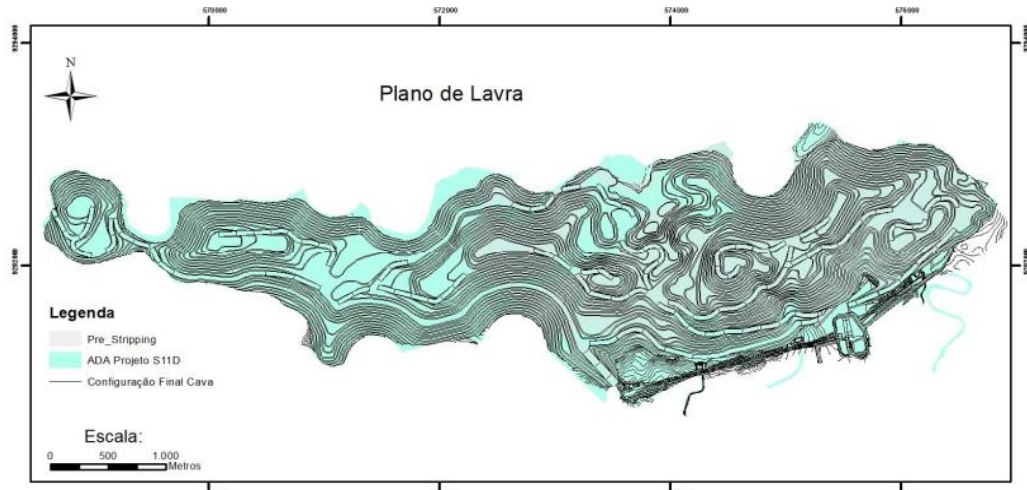 570000 572000 574000 576000
N
Plano de Lavra
Legenda
Pre_Stripping
ADA Projeto S11D
Configuração Final Cava
Escala:
0 500 1.000
Metros